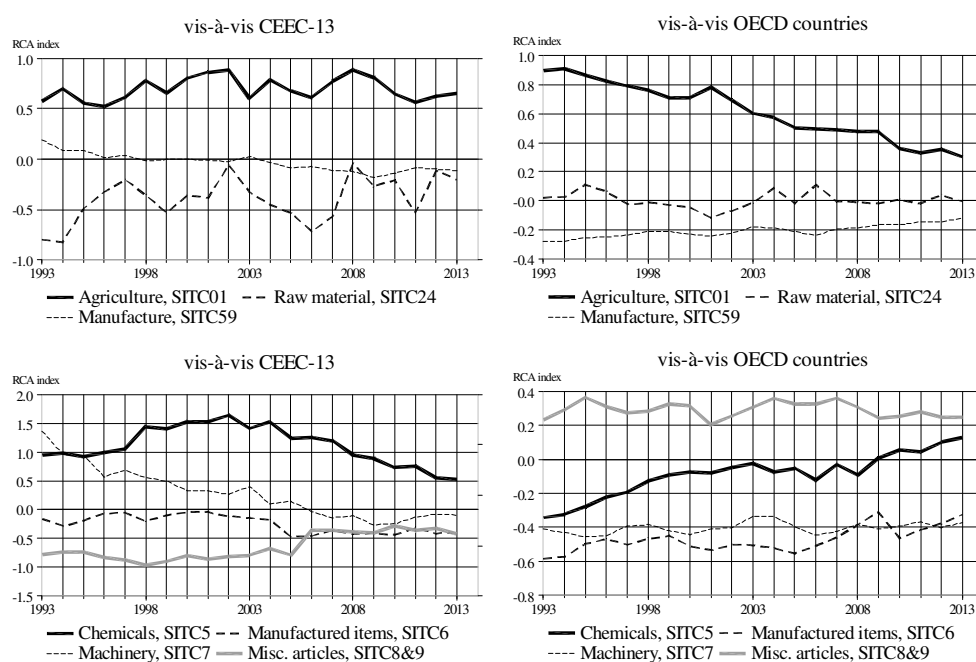 vis-à-vis CEEC-13
RCA index
1.0
0.5
0.0
-0.5
-1.0
1993 1998 2003 2008 2013
Agriculture, SITC01 Raw material, SITC24
Manufacture, SITC59
vis-à-vis OECD countries
RCA index
1.0
0.8
0.6
0.4
0.2
-0.0
-0.2
-0.4
1993 1998 2003 2008 2013
Agriculture, SITC01 Raw material, SITC24
Manufacture, SITC59
vis-à-vis CEEC-13
RCA index
2.0
1.5
1.0
0.5
0.0
-0.5
-1.0
-1.5
1993 1998 2003 2008 2013
Chemicals, SITC5 Manufactured items, SITC6
Machinery, SITC7 Misc. articles, SITC8&9
vis-à-vis OECD countries
RCA index
0.4
0.2
0.0
-0.2
-0.4
-0.6
-0.8
1993 1998 2003 2008 2013
Chemicals, SITC5 Manufactured items, SITC6
Machinery, SITC7 Misc. articles, SITC8&9